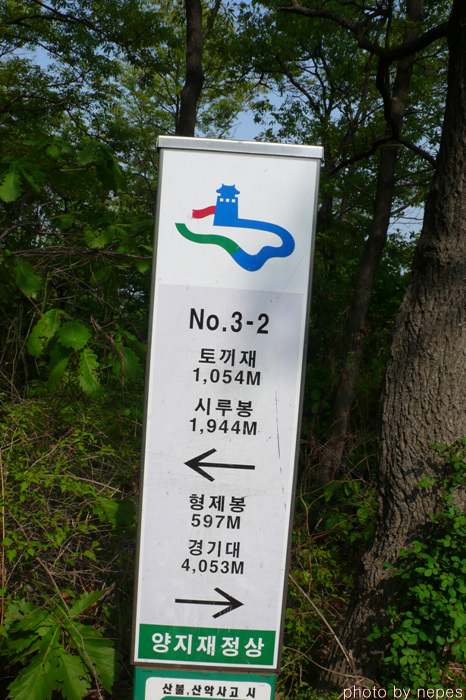 No.3-2
토끼재
1,054M
시루봉
1,944M
←
형제봉
597M
경기대
4,053M
→
양지재정상
산불,산악사고 시
photo by nepes